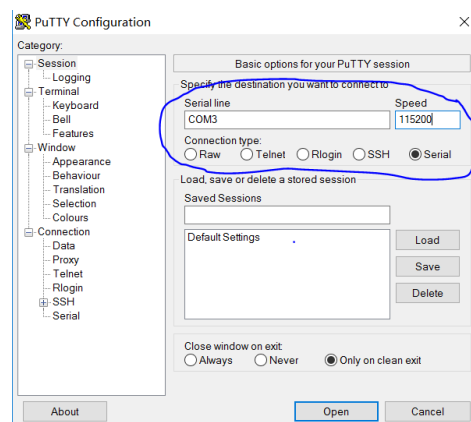 PuTTY Configuration
Category:
Session
Logging
Terminal
Keyboard
Bell
Features
Window
Appearance
Behaviour
Translation
Selection
Colours
Connection
Data
Proxy
Telnet
Rlogin
SSH
Serial
Basic options for your PuTTY session
Specify the destination you want to connect to
Serial line Speed
COM3 115200
Connection type:
Raw Telnet Rlogin SSH Serial
Load, save or delete a stored session
Saved Sessions
Default Settings
Load
Save
Delete
Close window on exit:
Always Never Only on clean exit
About Open Cancel